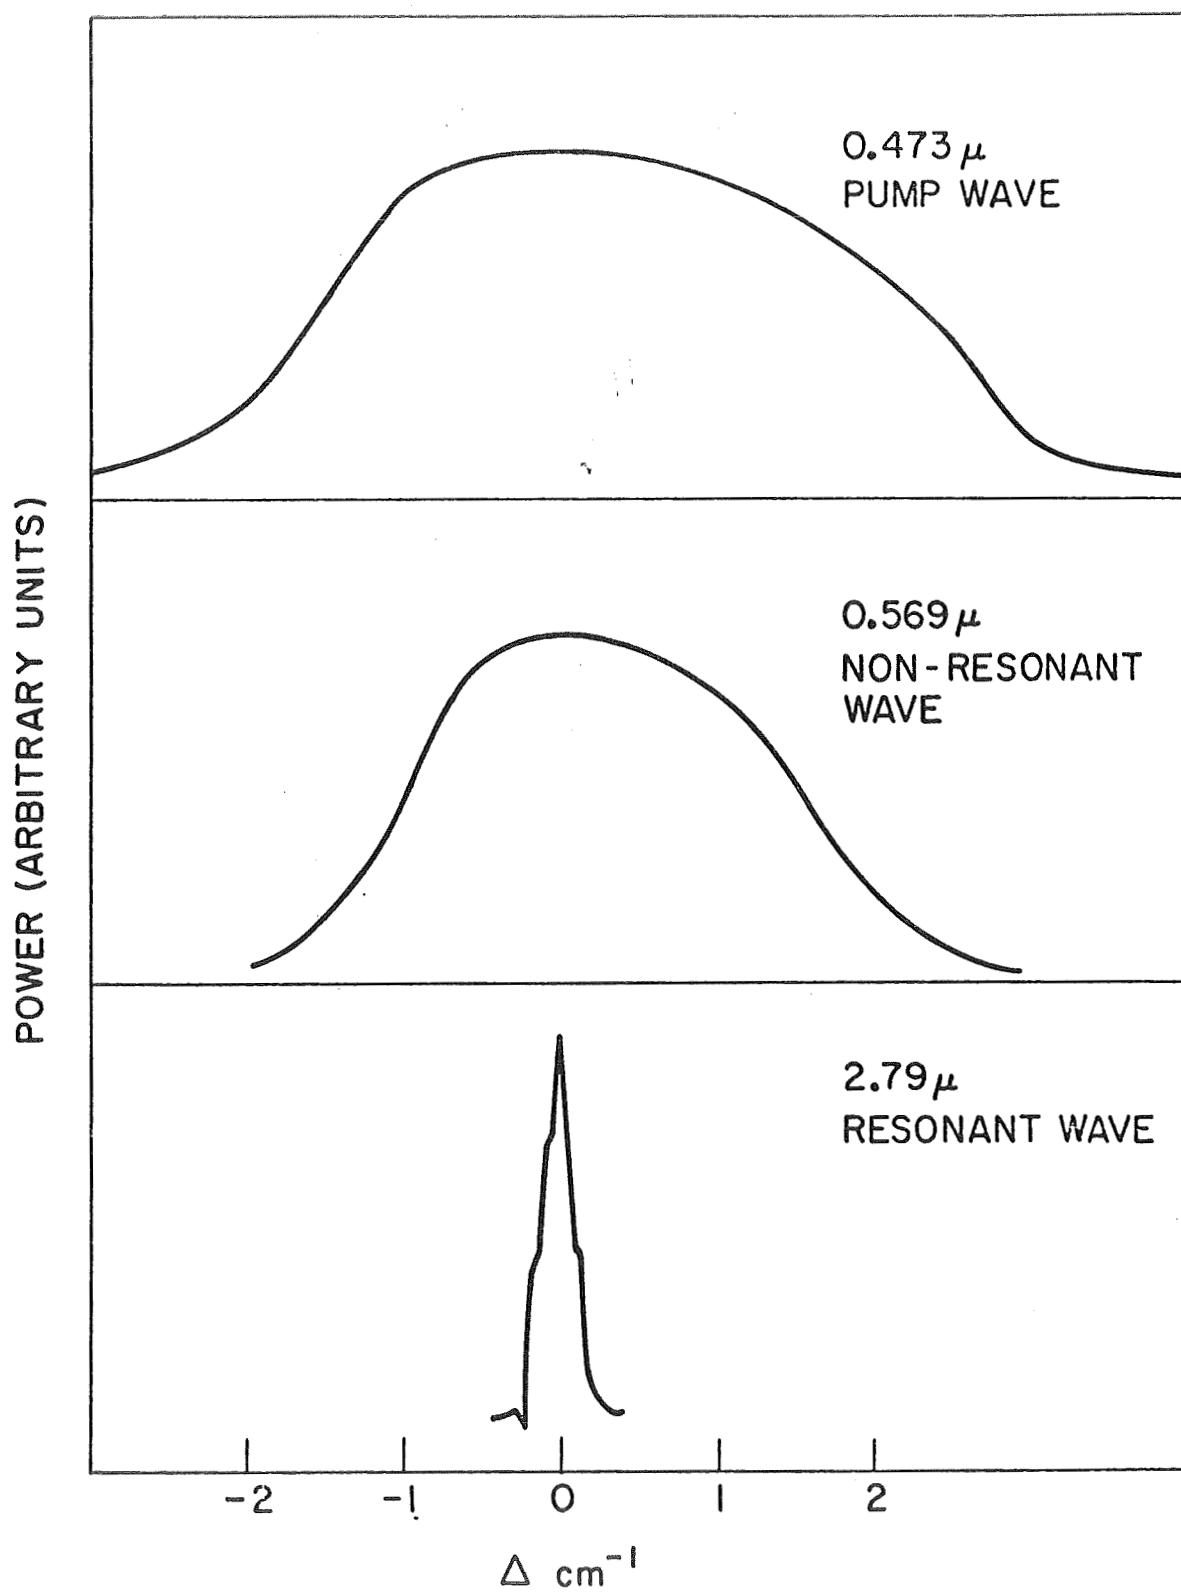 0.473 μ
PUMP WAVE
POWER (ARBITRARY UNITS)
0.569 μ
NON-RESONANT
WAVE
2.79 μ
RESONANT WAVE
-2 -1 0 1 2
Δ cm⁻¹